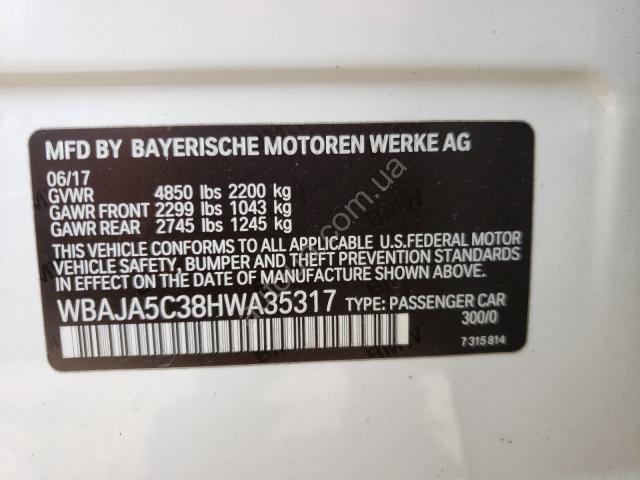 MFD BY BAYERISCHE MOTOREN WERKE AG
06/17
GVWR 4850 lbs 2200 kg
GAWR FRONT 2299 lbs 1043 kg
GAWR REAR 2745 lbs 1245 kg
THIS VEHICLE CONFORMS TO ALL APPLICABLE U.S.FEDERAL MOTOR
VEHICLE SAFETY, BUMPER AND THEFT PREVENTION STANDARDS
IN EFFECT ON THE DATE OF MANUFACTURE SHOWN ABOVE.
WBAJA5C38HWA35317 TYPE: PASSENGER CAR
300/0
7 315 814